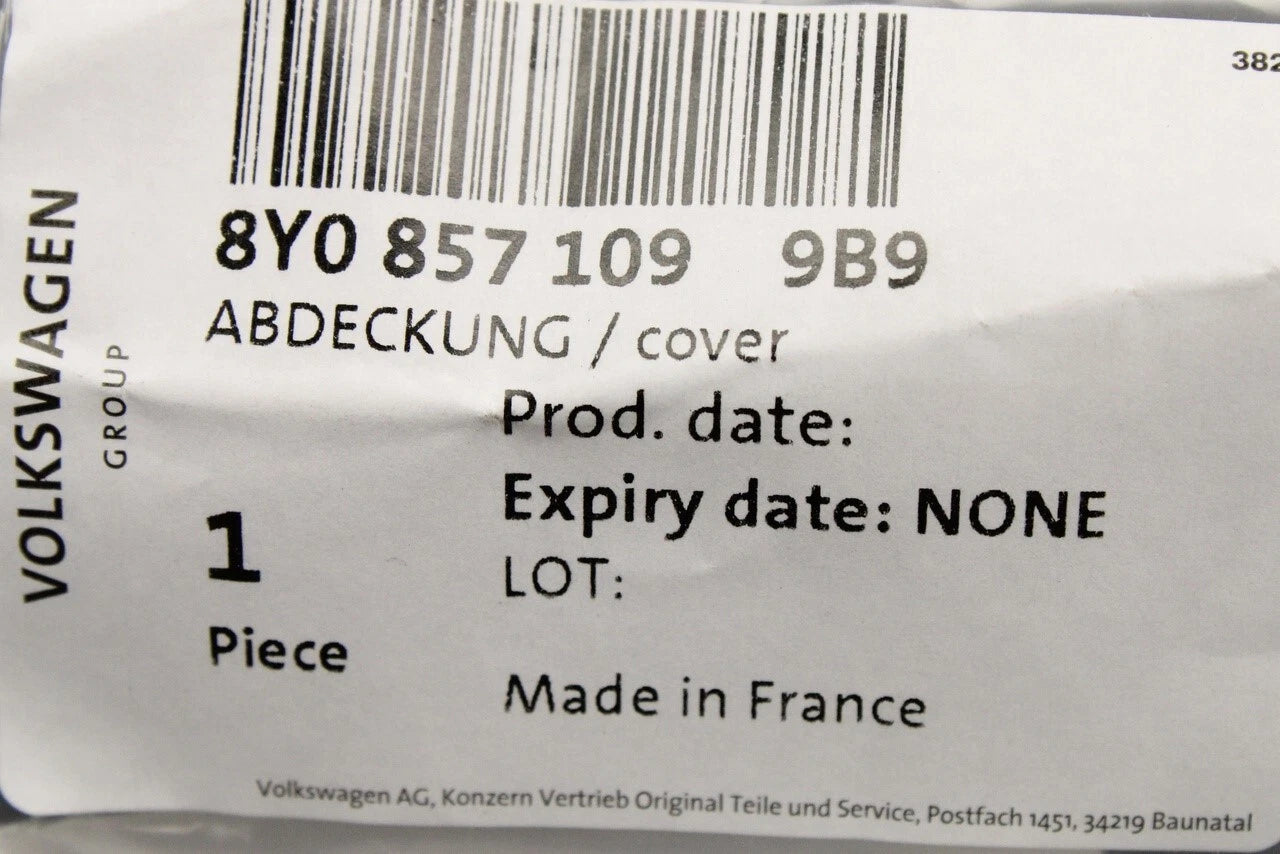 382
8Y0 857 109 9B9
ABDECKUNG / cover
Prod. date:
Expiry date: NONE
LOT:
1
Piece
Made in France
VOLKSWAGEN
GROUP
Volkswagen AG, Konzern Vertrieb Original Teile und Service, Postfach 1451, 34219 Baunatal